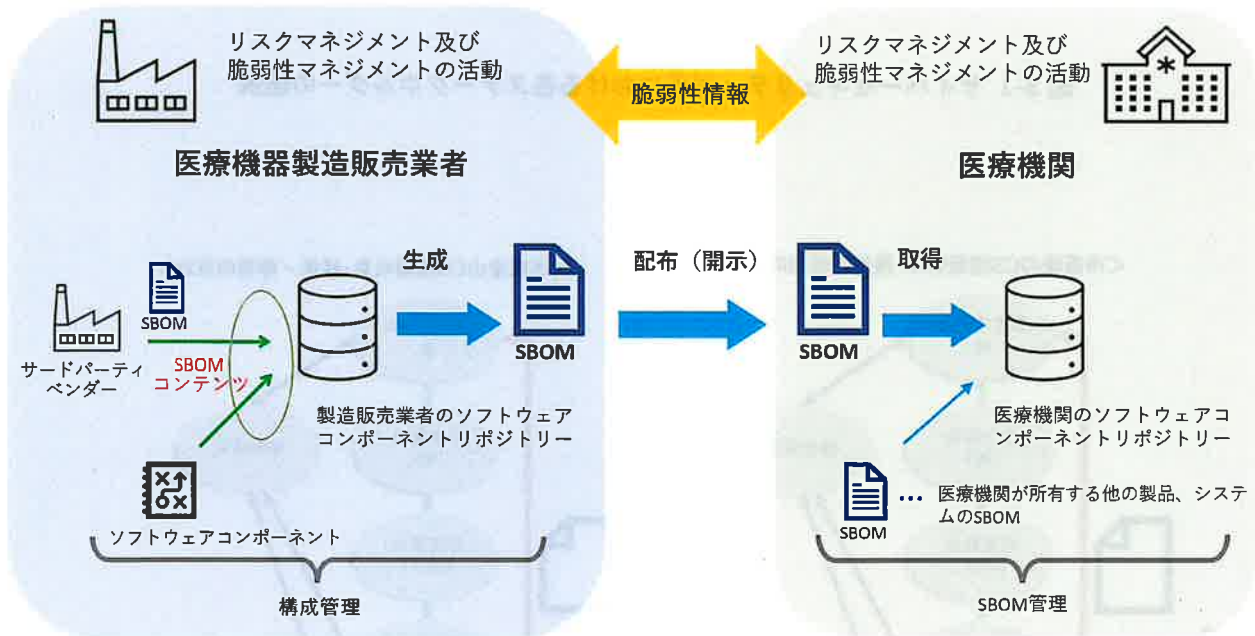 リスクマネジメント及び
脆弱性マネジメントの活動
脆弱性情報
リスクマネジメント及び
脆弱性マネジメントの活動
医療機器製造販売業者
医療機関
生成
配布（開示）
取得
SBOM
SBOM
SBOM
サードパーティ
ベンダー
SBOM
コンテンツ
製造販売業者のソフトウェア
コンポーネントリポジトリー
医療機関のソフトウェアコ
ンポーネントリポジトリー
ソフトウェアコンポーネント
SBOM
… 医療機関が所有する他の製品、システ
ムのSBOM
構成管理
SBOM管理